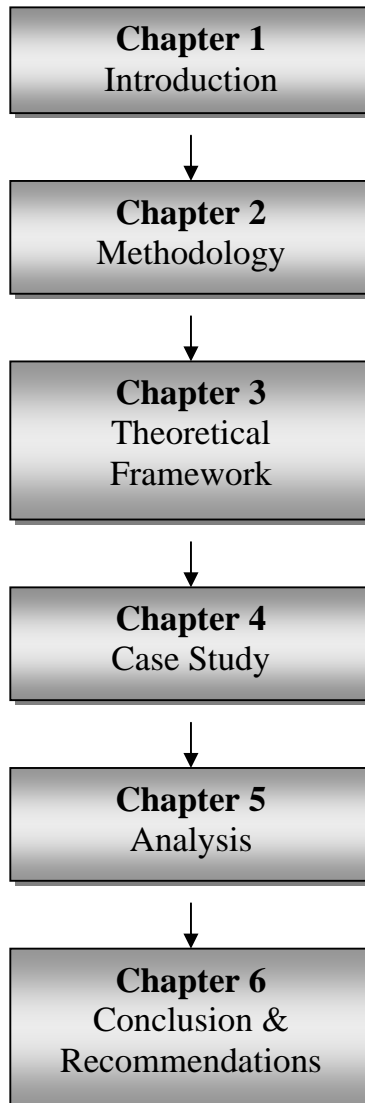 Chapter 1
Introduction
Chapter 2
Methodology
Chapter 3
Theoretical
Framework
Chapter 4
Case Study
Chapter 5
Analysis
Chapter 6
Conclusion &
Recommendations